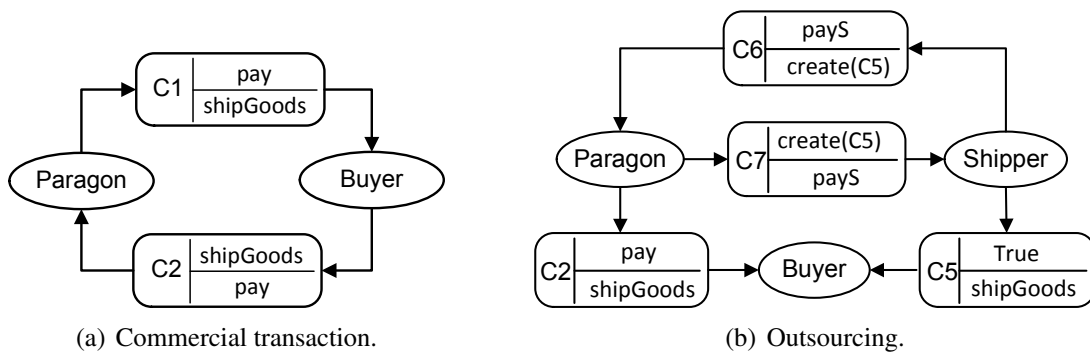 C1 pay
shipGoods
Paragon Buyer
C2 shipGoods
pay
(a) Commercial transaction.
C6 payS
create(C5)
Paragon C7 create(C5) Shipper
payS
C2 pay
shipGoods
Buyer
C5 True
shipGoods
(b) Outsourcing.